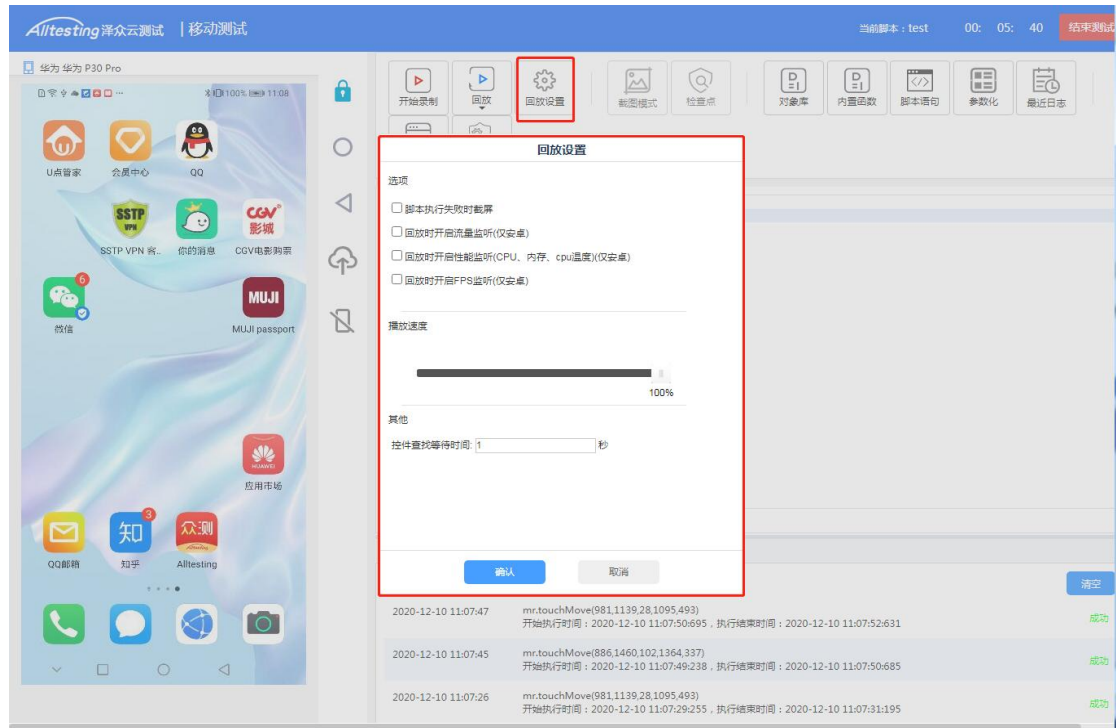 Alltesting泽众云测试 | 移动测试
当前脚本：test 00: 05: 40 结束测试
华为 华为 P30 Pro
100% 11:08
开始录制 回放 回放设置 截图模式 检查点 对象库 内置函数 脚本语句 参数化 最近日志
U点管家 会员中心 QQ
SSTP VPN
CGV 影城
SSTP VPN 客.. 你的消息 CGV电影购票
6
MUJI
微信 MUJI passport
HUAWEI
应用市场
知 3 众测
Alltesting
QQ邮箱 知乎 Alltesting
回放设置
选项
脚本执行失败时截屏
回放时开启流量监听(仅安卓)
回放时开启性能监听(CPU、内存、cpu温度)(仅安卓)
回放时开启FPS监听(仅安卓)
播放速度
100%
其他
控件查找等待时间: 1 秒
确认 取消
清空
2020-12-10 11:07:47 mr.touchMove(981,1139,28,1095,493)
开始执行时间：2020-12-10 11:07:50:695，执行结束时间：2020-12-10 11:07:52:631 成功
2020-12-10 11:07:45 mr.touchMove(886,1460,102,1364,337)
开始执行时间：2020-12-10 11:07:49:238，执行结束时间：2020-12-10 11:07:50:685 成功
2020-12-10 11:07:26 mr.touchMove(981,1139,28,1095,493)
开始执行时间：2020-12-10 11:07:29:255，执行结束时间：2020-12-10 11:07:31:195 成功